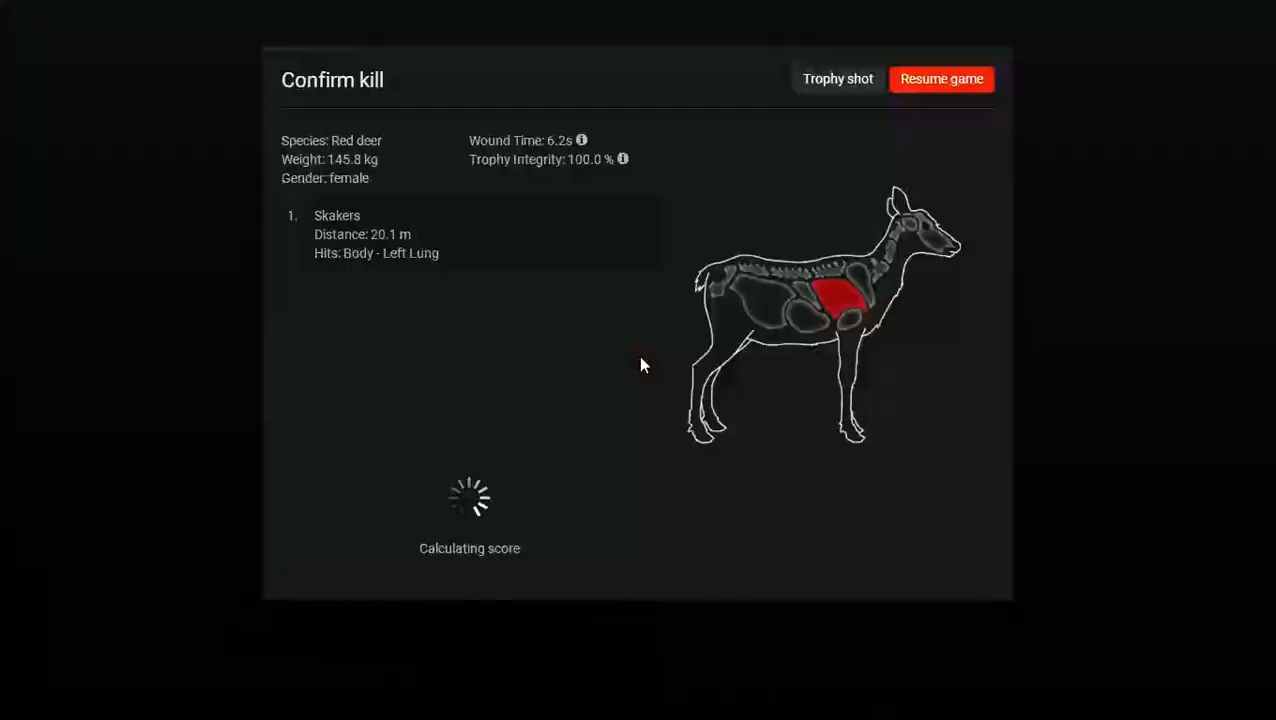 Confirm kill
Trophy shot
Resume game
Species: Red deer
Weight: 145.8 kg
Gender: female
Wound Time: 6.2s
Trophy Integrity: 100.0 %
1. Skakers
Distance: 20.1 m
Hits: Body - Left Lung
Calculating score